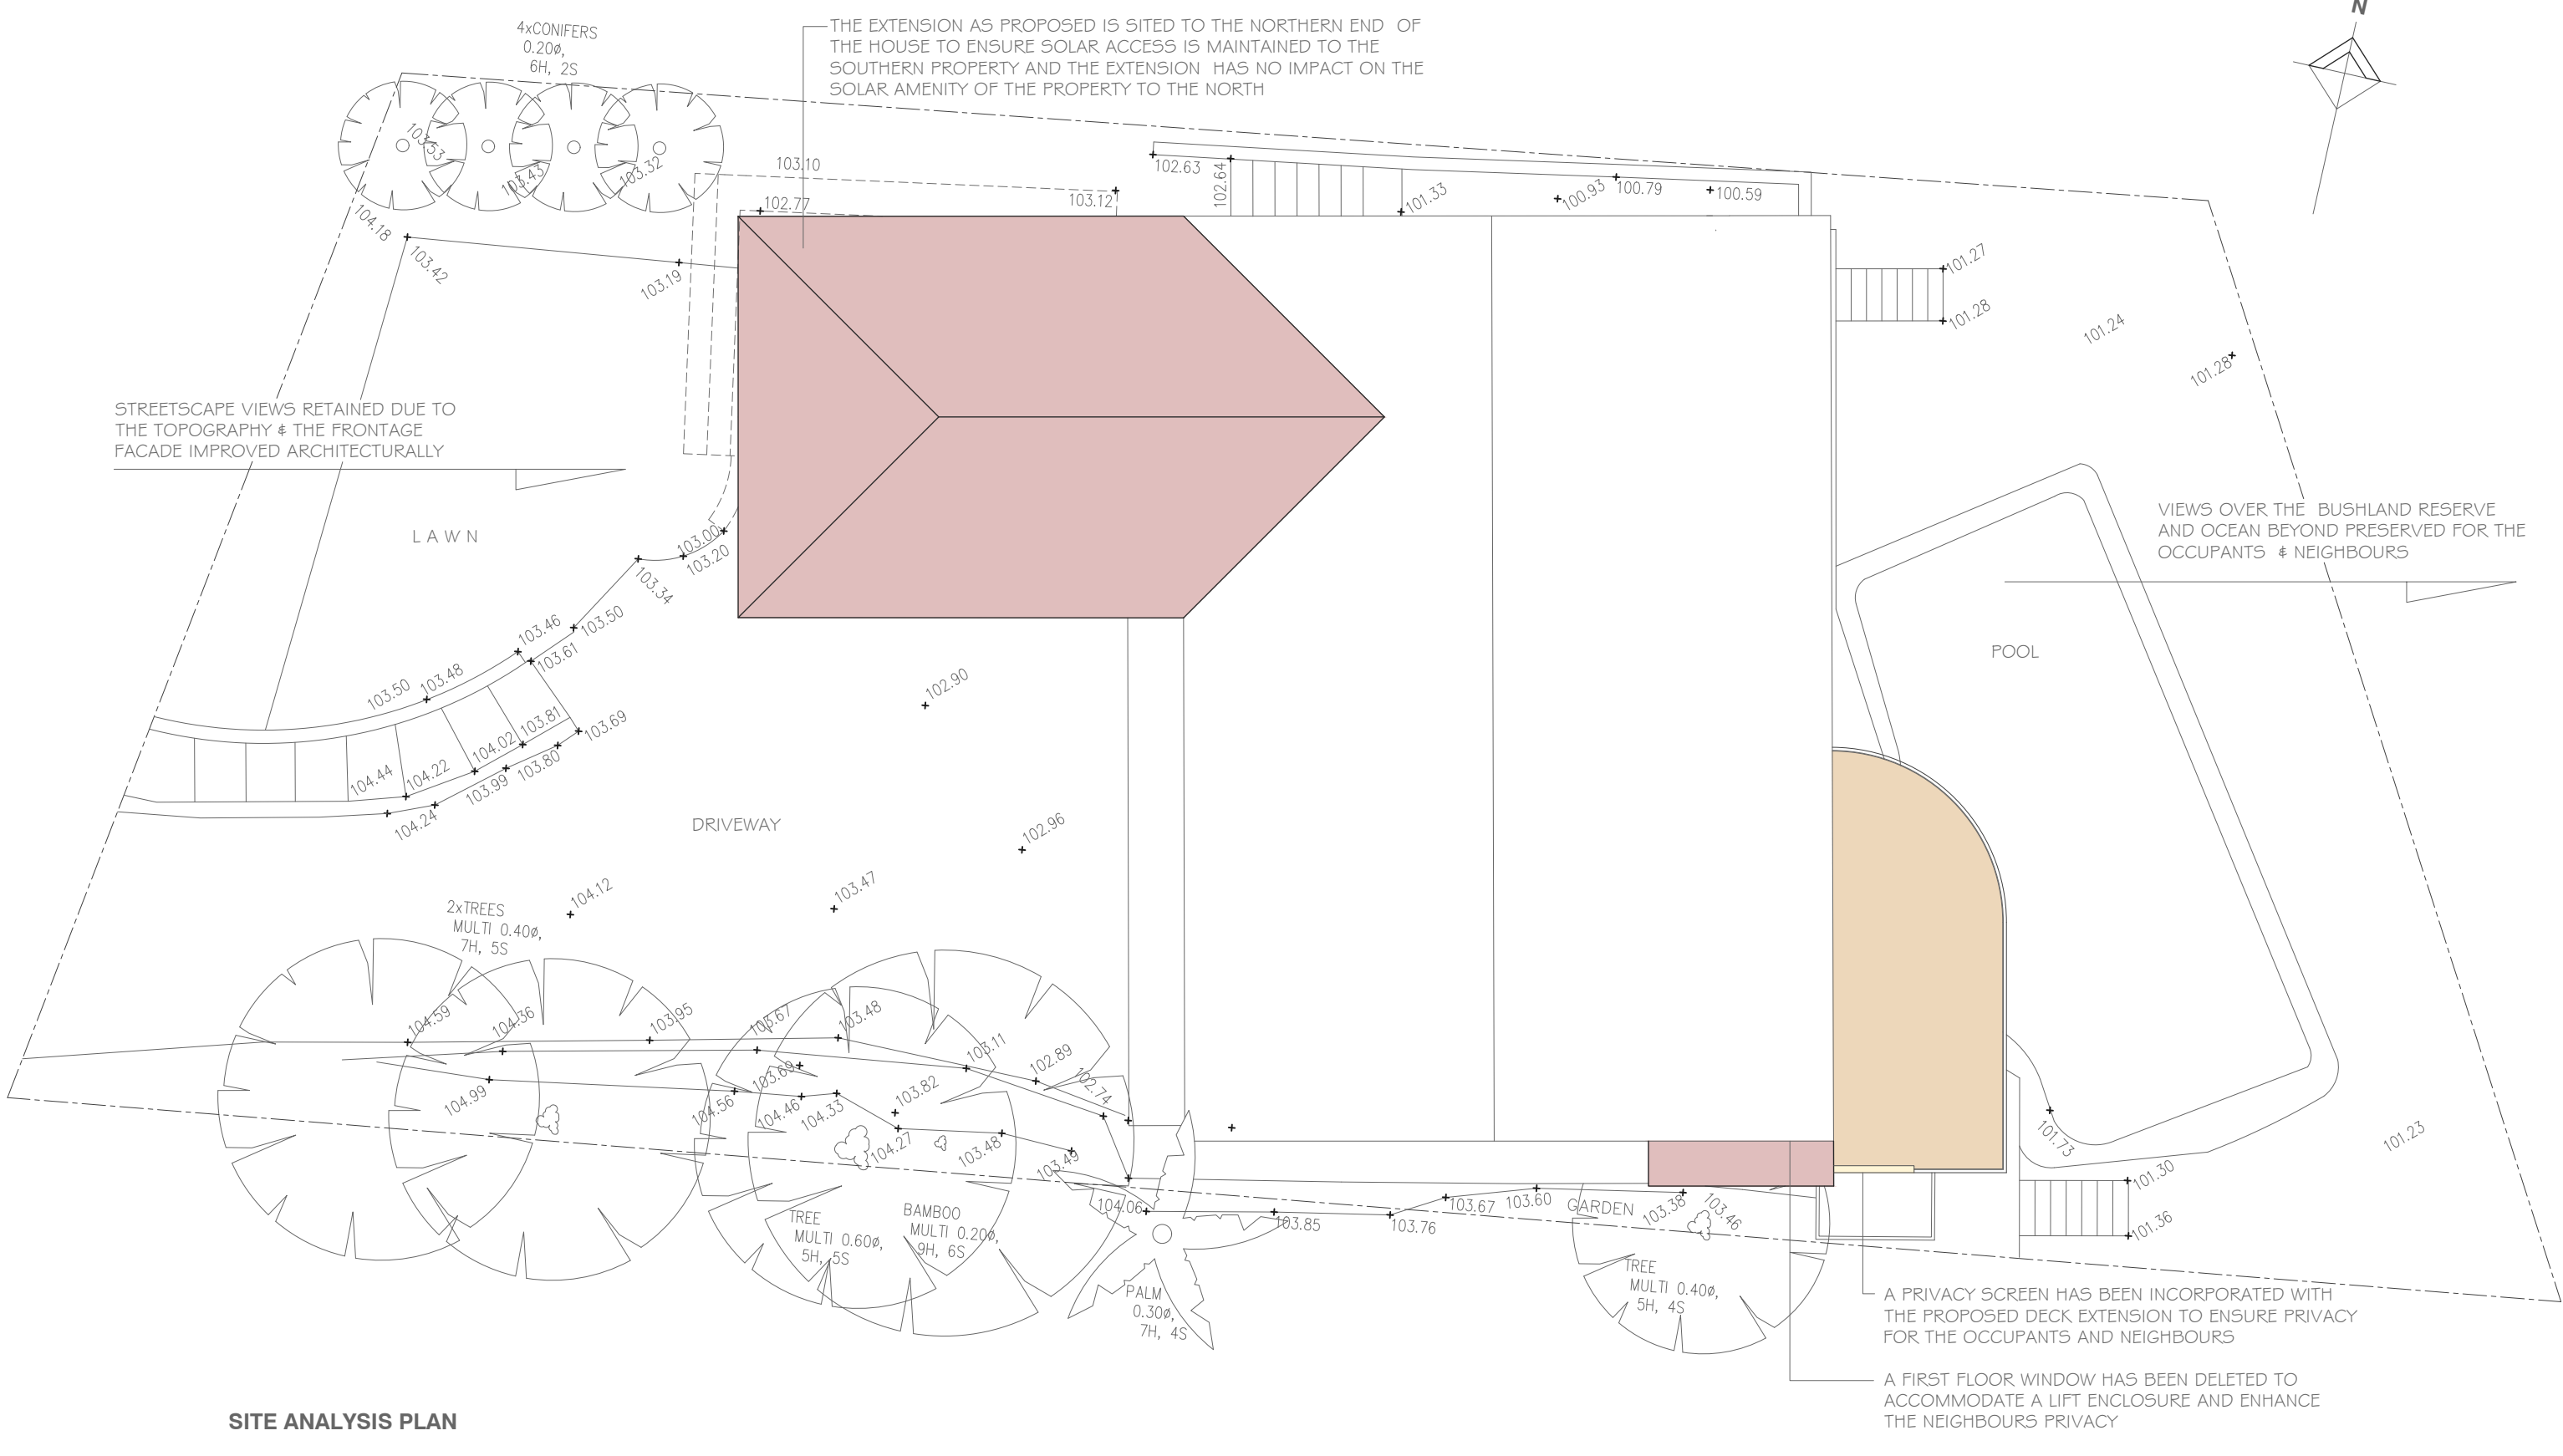 N
4xCONIFERS
0.20ø,
6H, 2S
THE EXTENSION AS PROPOSED IS SITED TO THE NORTHERN END OF
THE HOUSE TO ENSURE SOLAR ACCESS IS MAINTAINED TO THE
SOUTHERN PROPERTY AND THE EXTENSION HAS NO IMPACT ON THE
SOLAR AMENITY OF THE PROPERTY TO THE NORTH
103.53
103.43
103.32
103.10
102.77
103.12
102.63
102.64
101.33
100.93
100.79
100.59
104.18
103.42
103.19
101.27
101.28
101.24
101.28
STREETSCAPE VIEWS RETAINED DUE TO
THE TOPOGRAPHY & THE FRONTAGE
FACADE IMPROVED ARCHITECTURALLY
LAWN
VIEWS OVER THE BUSHLAND RESERVE
AND OCEAN BEYOND PRESERVED FOR THE
OCCUPANTS & NEIGHBOURS
103.00
103.20
103.34
103.50
103.46
103.61
103.48
103.50
POOL
102.90
103.69
103.81
104.02
104.22
104.44
103.80
103.99
104.24
DRIVEWAY
102.96
104.12
103.47
2xTREES
MULTI 0.40ø,
7H, 5S
104.59
104.36
103.95
103.67
103.48
103.11
102.89
102.74
104.99
104.56
103.69
104.46
104.33
103.82
104.27
103.48
103.49
101.73
101.23
101.30
101.36
104.06
103.85
103.76
103.67
103.60
GARDEN
103.38
103.46
TREE
MULTI 0.60ø,
5H, 5S
BAMBOO
MULTI 0.20ø,
9H, 6S
PALM
0.30ø,
7H, 4S
TREE
MULTI 0.40ø,
5H, 4S
A PRIVACY SCREEN HAS BEEN INCORPORATED WITH
THE PROPOSED DECK EXTENSION TO ENSURE PRIVACY
FOR THE OCCUPANTS AND NEIGHBOURS
A FIRST FLOOR WINDOW HAS BEEN DELETED TO
ACCOMMODATE A LIFT ENCLOSURE AND ENHANCE
THE NEIGHBOURS PRIVACY
SITE ANALYSIS PLAN